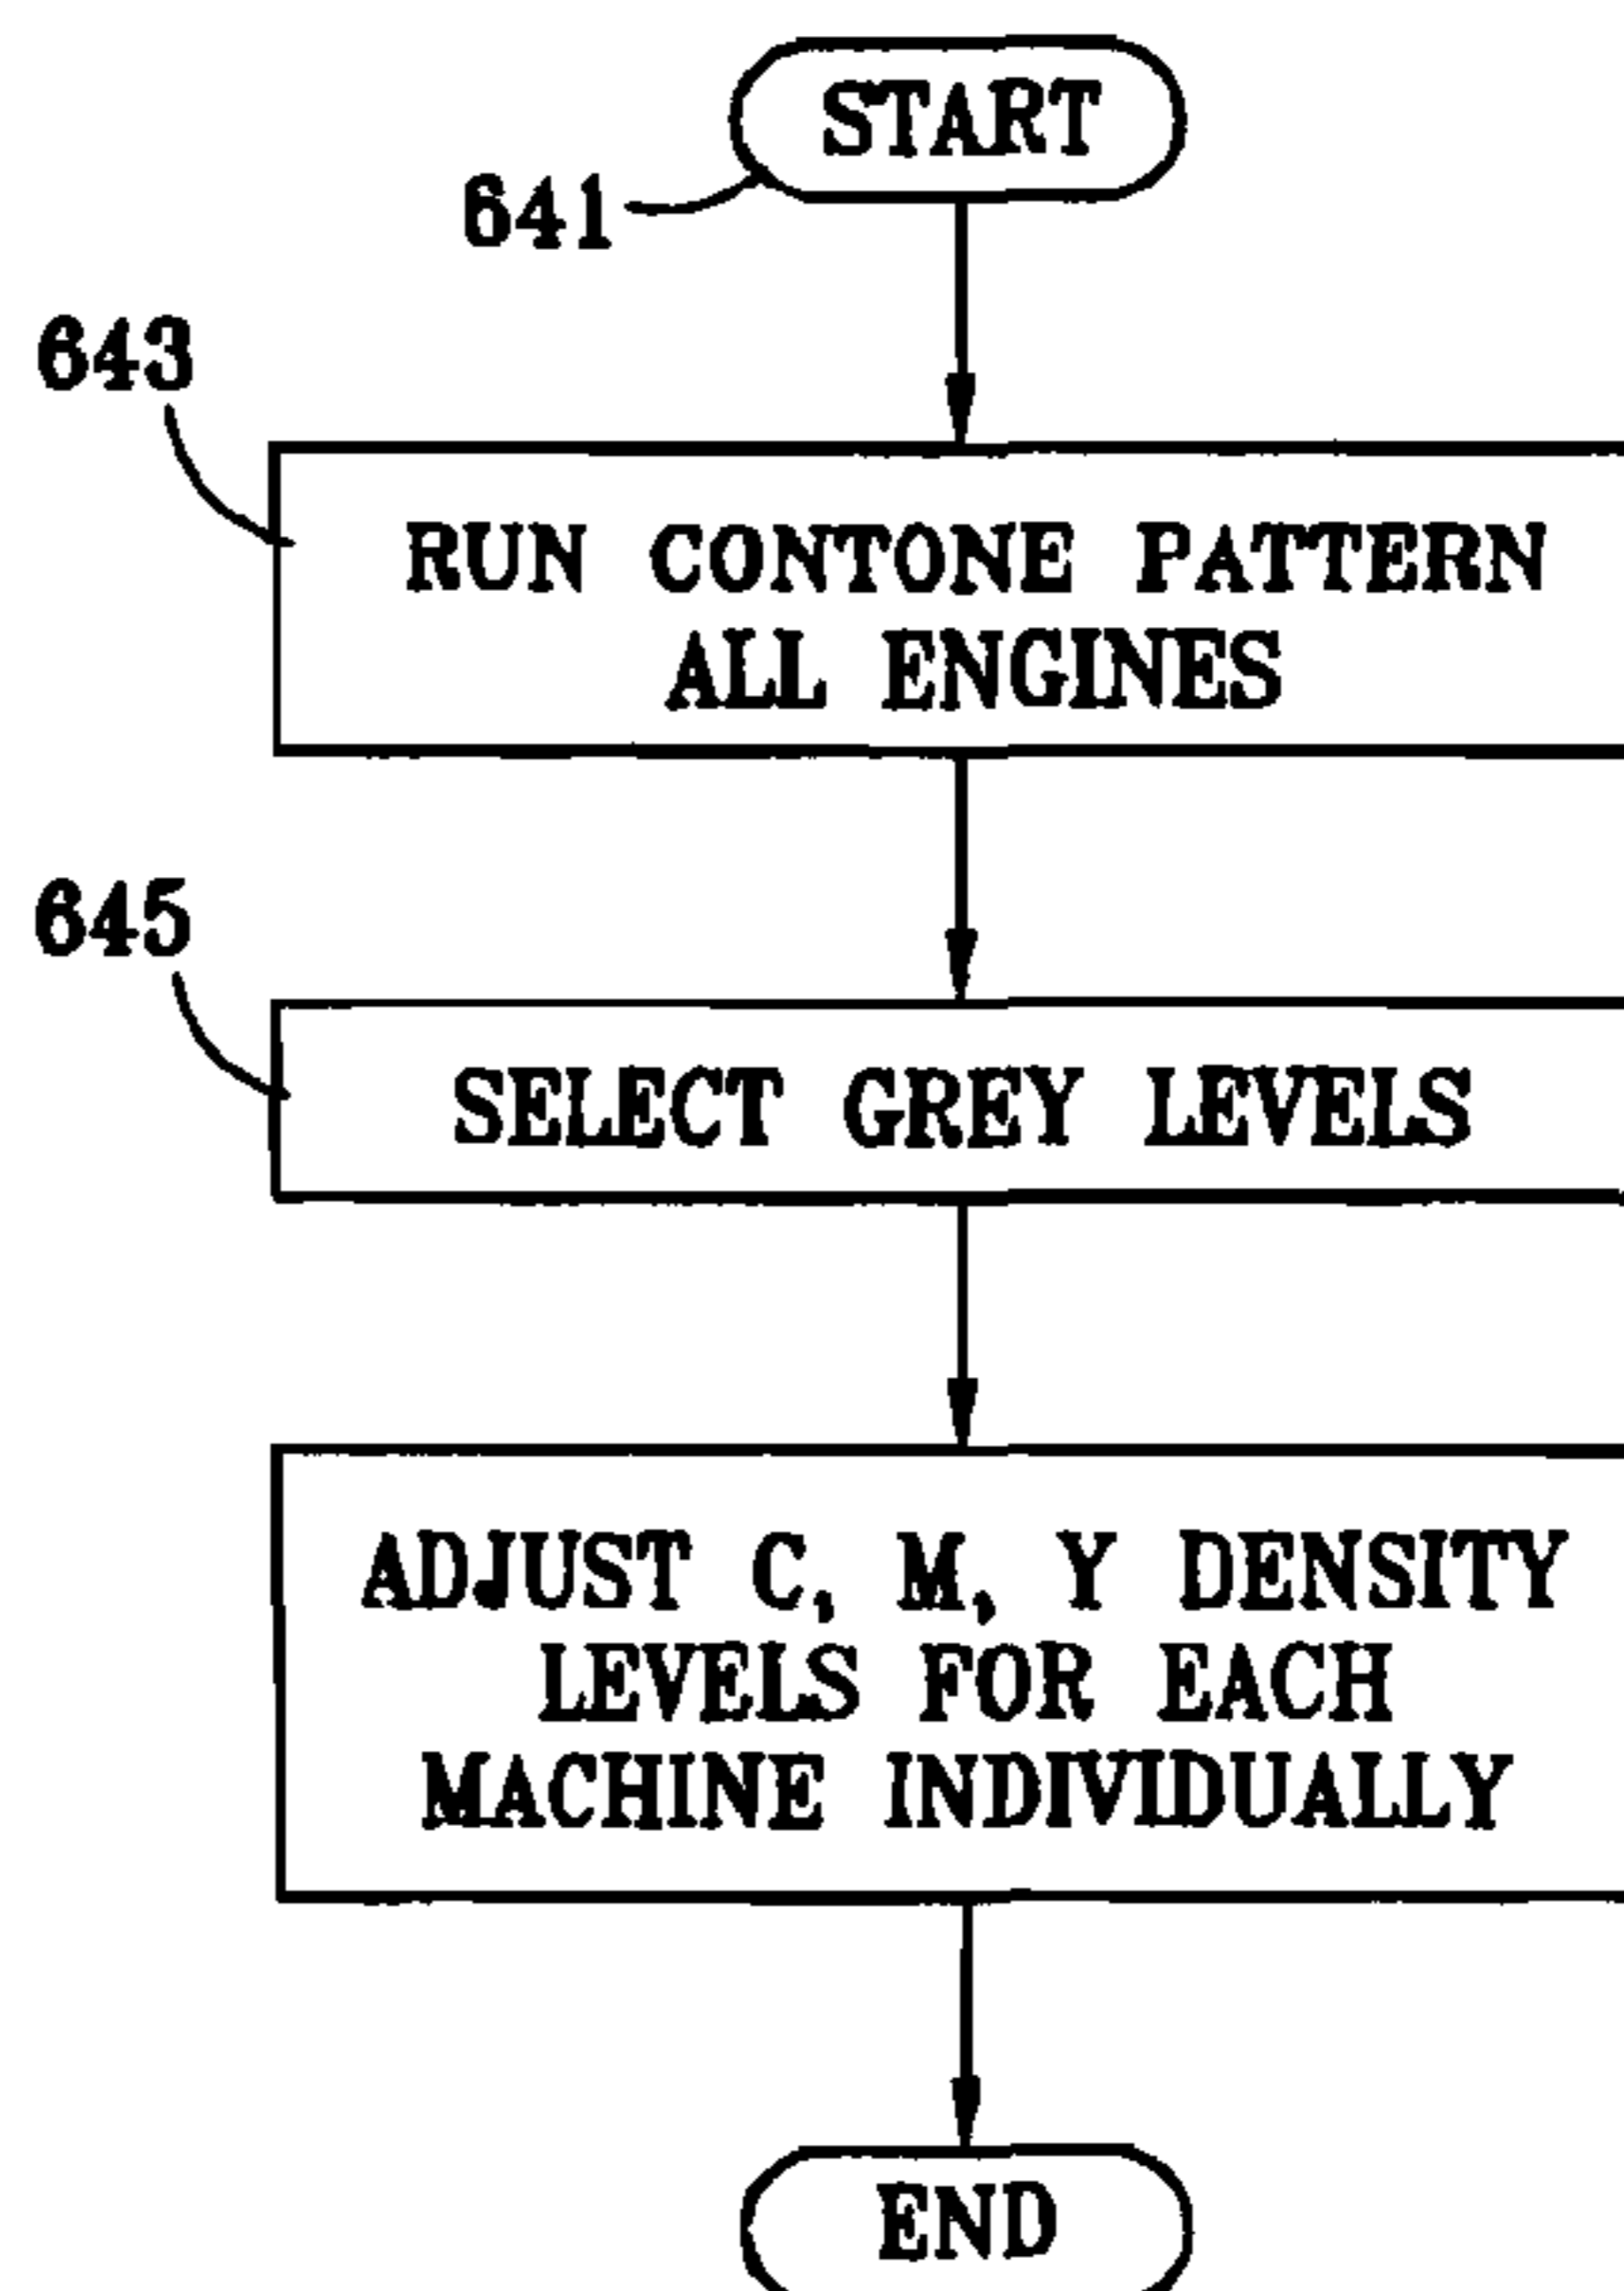 START
641
643
RUN CONTONE PATTERN
ALL ENGINES
645
SELECT GREY LEVELS
ADJUST C, M, Y DENSITY
LEVELS FOR EACH
MACHINE INDIVIDUALLY
END